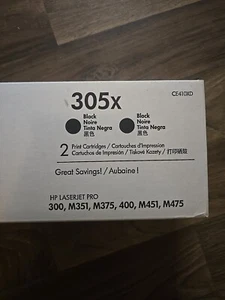 305x
CE410XD
Black
Noire
Tinta Negra
黑色
Black
Noire
Tinta Negra
黑色
2 Print Cartridges / Cartouches d'impression
Cartuchos de Impresión / Tiskové Kazety / 打印硒鼓
Great Savings! / Aubaine!
HP LASERJET PRO
300, M351, M375, 400, M451, M475